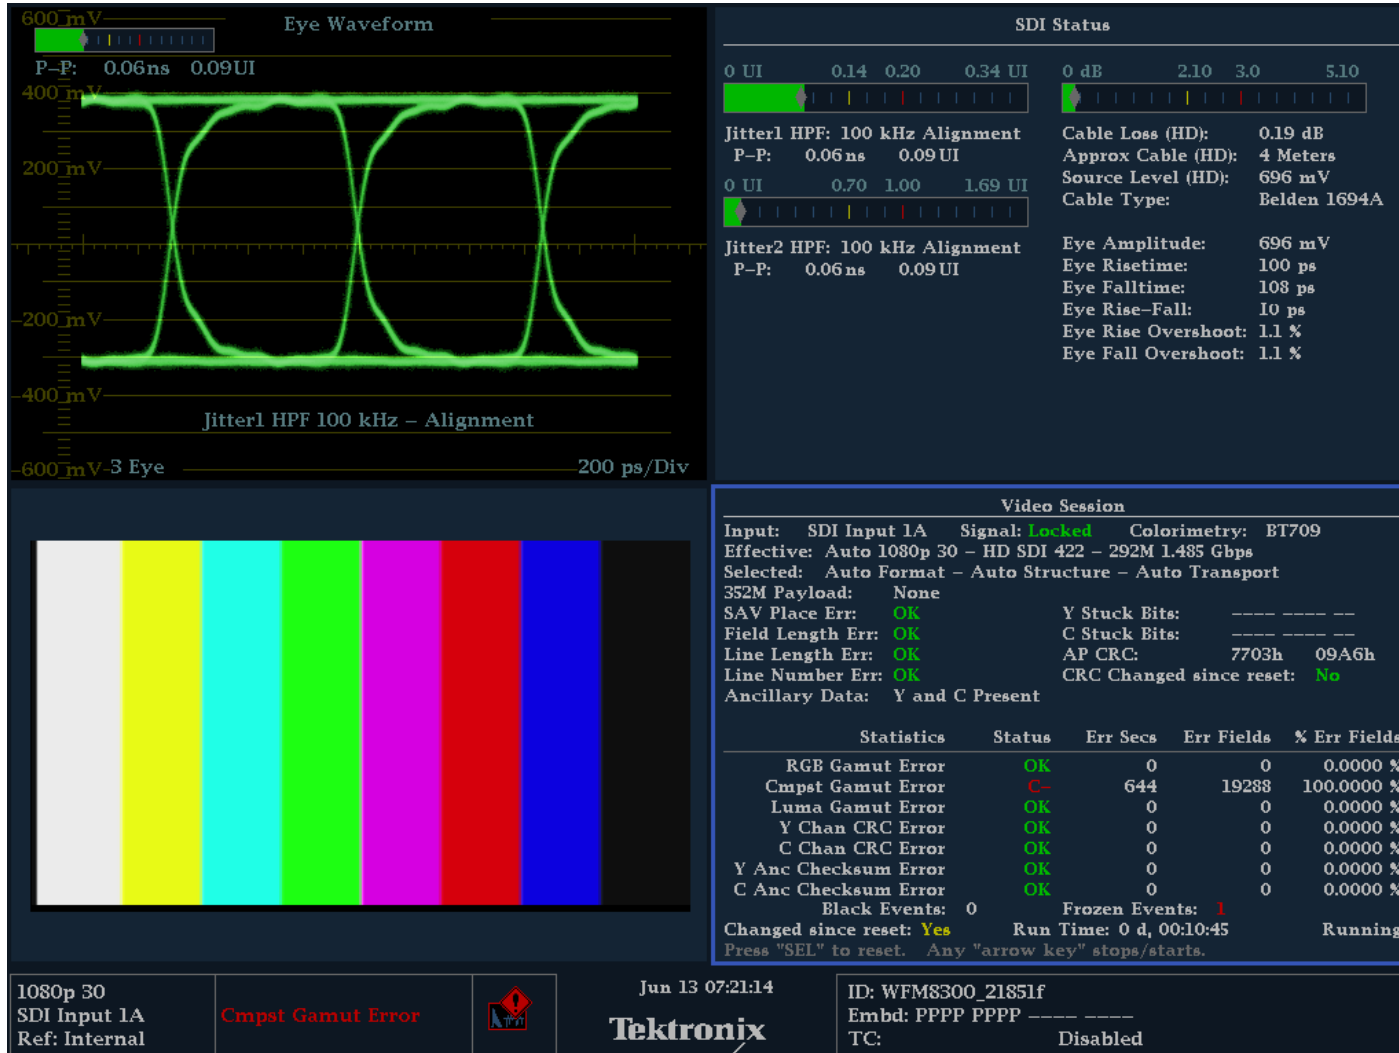 Eye Waveform
600 mV
P-P: 0.06ns 0.09UI
400 mV
200 mV
-200 mV
-400 mV
Jitter1 HPF 100 kHz – Alignment
-600 mV
3 Eye
200 ps/Div
SDI Status
0 UI 0.14 0.20 0.34 UI
Jitter1 HPF: 100 kHz Alignment
P-P: 0.06ns 0.09UI
0 UI 0.70 1.00 1.69 UI
Jitter2 HPF: 100 kHz Alignment
P-P: 0.06ns 0.09UI
0 dB 2.10 3.0 5.10
Cable Loss (HD): 0.19 dB
Approx Cable (HD): 4 Meters
Source Level (HD): 696 mV
Cable Type: Belden 1694A
Eye Amplitude: 696 mV
Eye Risetime: 100 ps
Eye Falltime: 108 ps
Eye Rise-Fall: 10 ps
Eye Rise Overshoot: 1.1 %
Eye Fall Overshoot: 1.1 %
Video Session
Input: SDI Input 1A Signal: Locked Colorimetry: BT709
Effective: Auto 1080p 30 – HD SDI 422 – 292M 1.485 Gbps
Selected: Auto Format – Auto Structure – Auto Transport
352M Payload: None
SAV Place Err: OK Y Stuck Bits: ---- ---- --
Field Length Err: OK C Stuck Bits: ---- ---- --
Line Length Err: OK AP CRC: 7703h 09A6h
Line Number Err: OK CRC Changed since reset: No
Ancillary Data: Y and C Present
Statistics Status Err Secs Err Fields % Err Fields
RGB Gamut Error OK 0 0 0.0000 %
Cmpst Gamut Error C- 644 19288 100.0000 %
Luma Gamut Error OK 0 0 0.0000 %
Y Chan CRC Error OK 0 0 0.0000 %
C Chan CRC Error OK 0 0 0.0000 %
Y Anc Checksum Error OK 0 0 0.0000 %
C Anc Checksum Error OK 0 0 0.0000 %
Black Events: 0 Frozen Events: 1
Changed since reset: Yes Run Time: 0 d, 00:10:45 Running
Press "SEL" to reset. Any "arrow key" stops/starts.
1080p 30
SDI Input 1A
Ref: Internal
Cmpst Gamut Error
Jun 13 07:21:14
Tektronix
ID: WFM8300_21851f
Embd: PPPP PPPP ---- ----
TC: Disabled